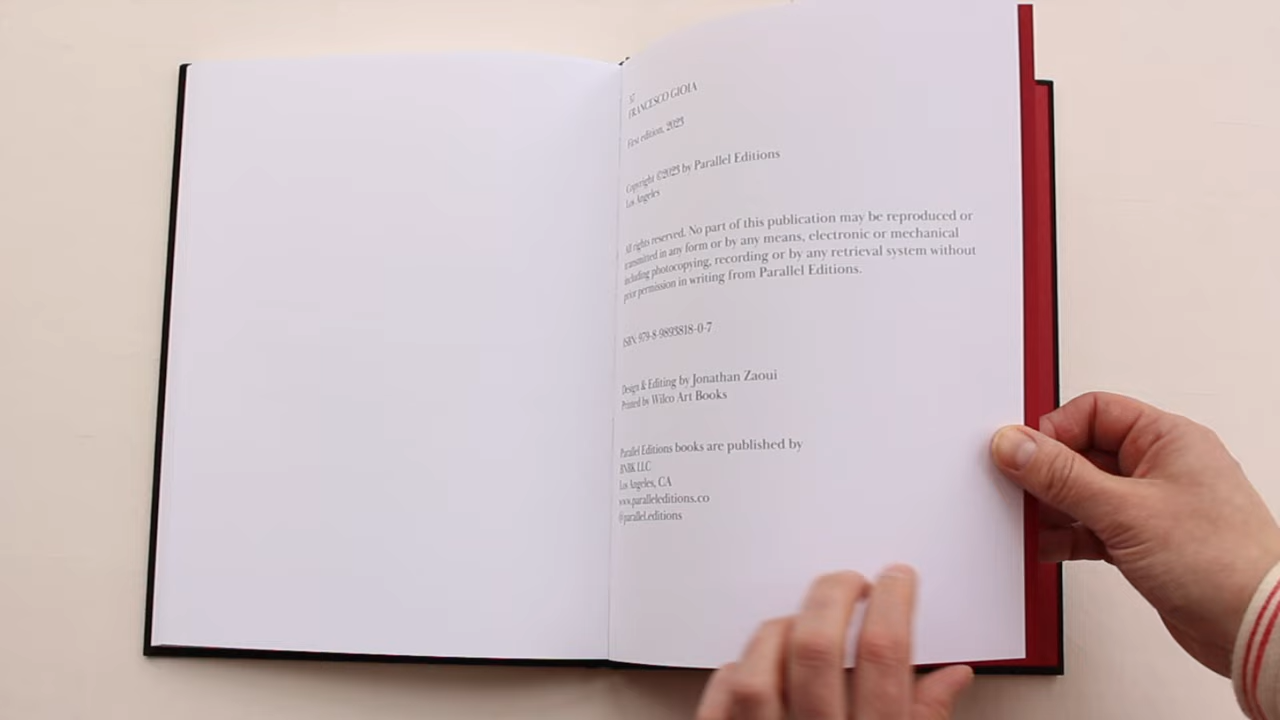 37
FRANCESCO GIOIA
First edition, 2023
Copyright ©2023 by Parallel Editions
Los Angeles
All rights reserved. No part of this publication may be reproduced or
transmitted in any form or by any means, electronic or mechanical
including photocopying, recording or by any retrieval system without
prior permission in writing from Parallel Editions.
ISBN: 979-8-9893818-0-7
Design & Editing by Jonathan Zaoui
Printed by Wilco Art Books
Parallel Editions books are published by
BNBK LLC
Los Angeles, CA
www.paralleleditions.co
@parallel.editions